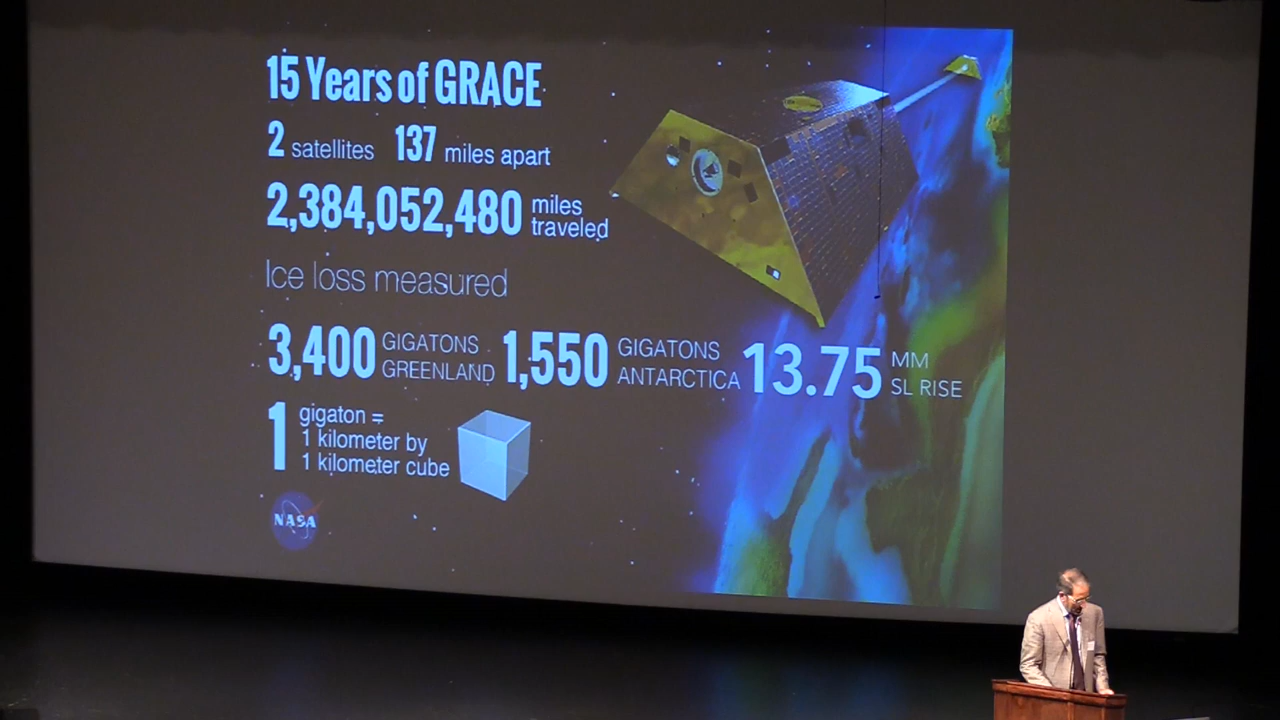 15 Years of GRACE
2 satellites 137 miles apart
2,384,052,480 miles traveled
Ice loss measured
3,400 GIGATONS GREENLAND 1,550 GIGATONS ANTARCTICA 13.75 MM SL RISE
1 gigaton =
1 kilometer by
1 kilometer cube
NASA